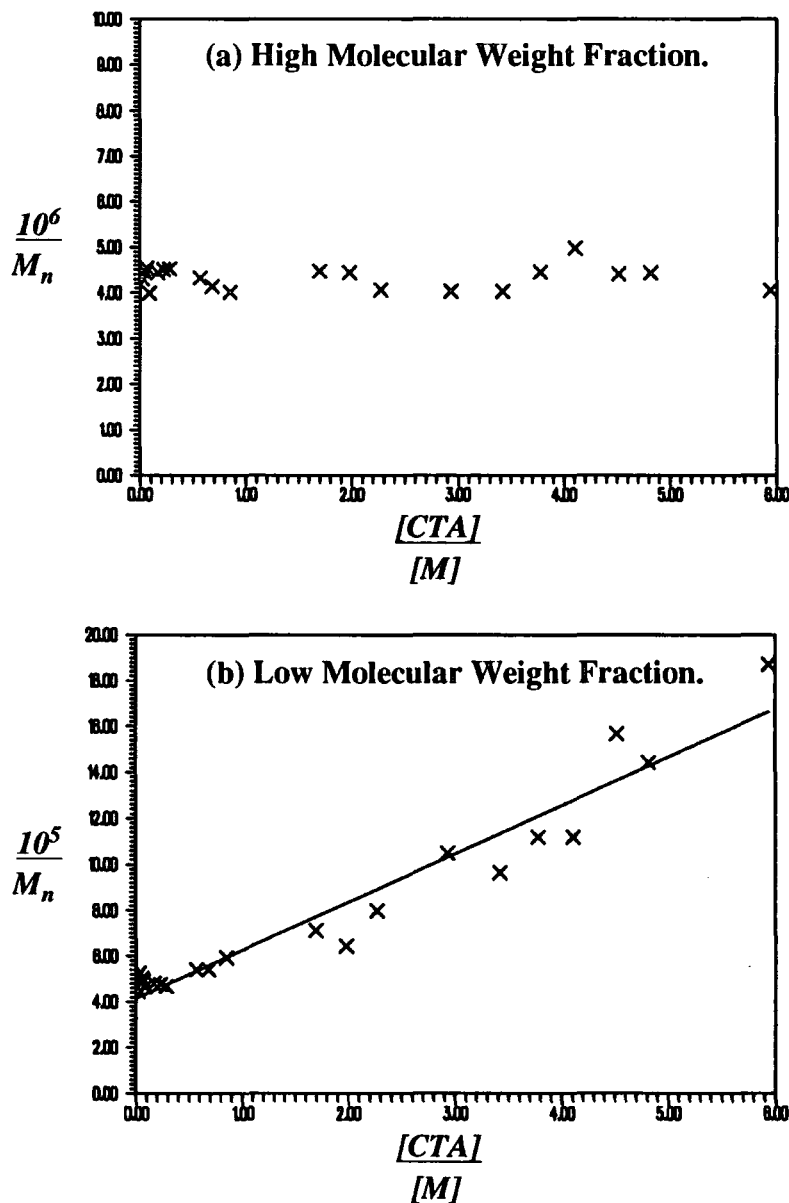 (a) High Molecular Weight Fraction.
10.00
9.00
8.00
7.00
6.00
5.00
4.00
3.00
2.00
1.00
0.00
10^6
M_n
0.00 1.00 2.00 3.00 4.00 5.00 6.00
[CTA]
[M]
(b) Low Molecular Weight Fraction.
20.00
18.00
16.00
14.00
12.00
10.00
8.00
6.00
4.00
2.00
0.00
10^5
M_n
0.00 1.00 2.00 3.00 4.00 5.00 6.00
[CTA]
[M]